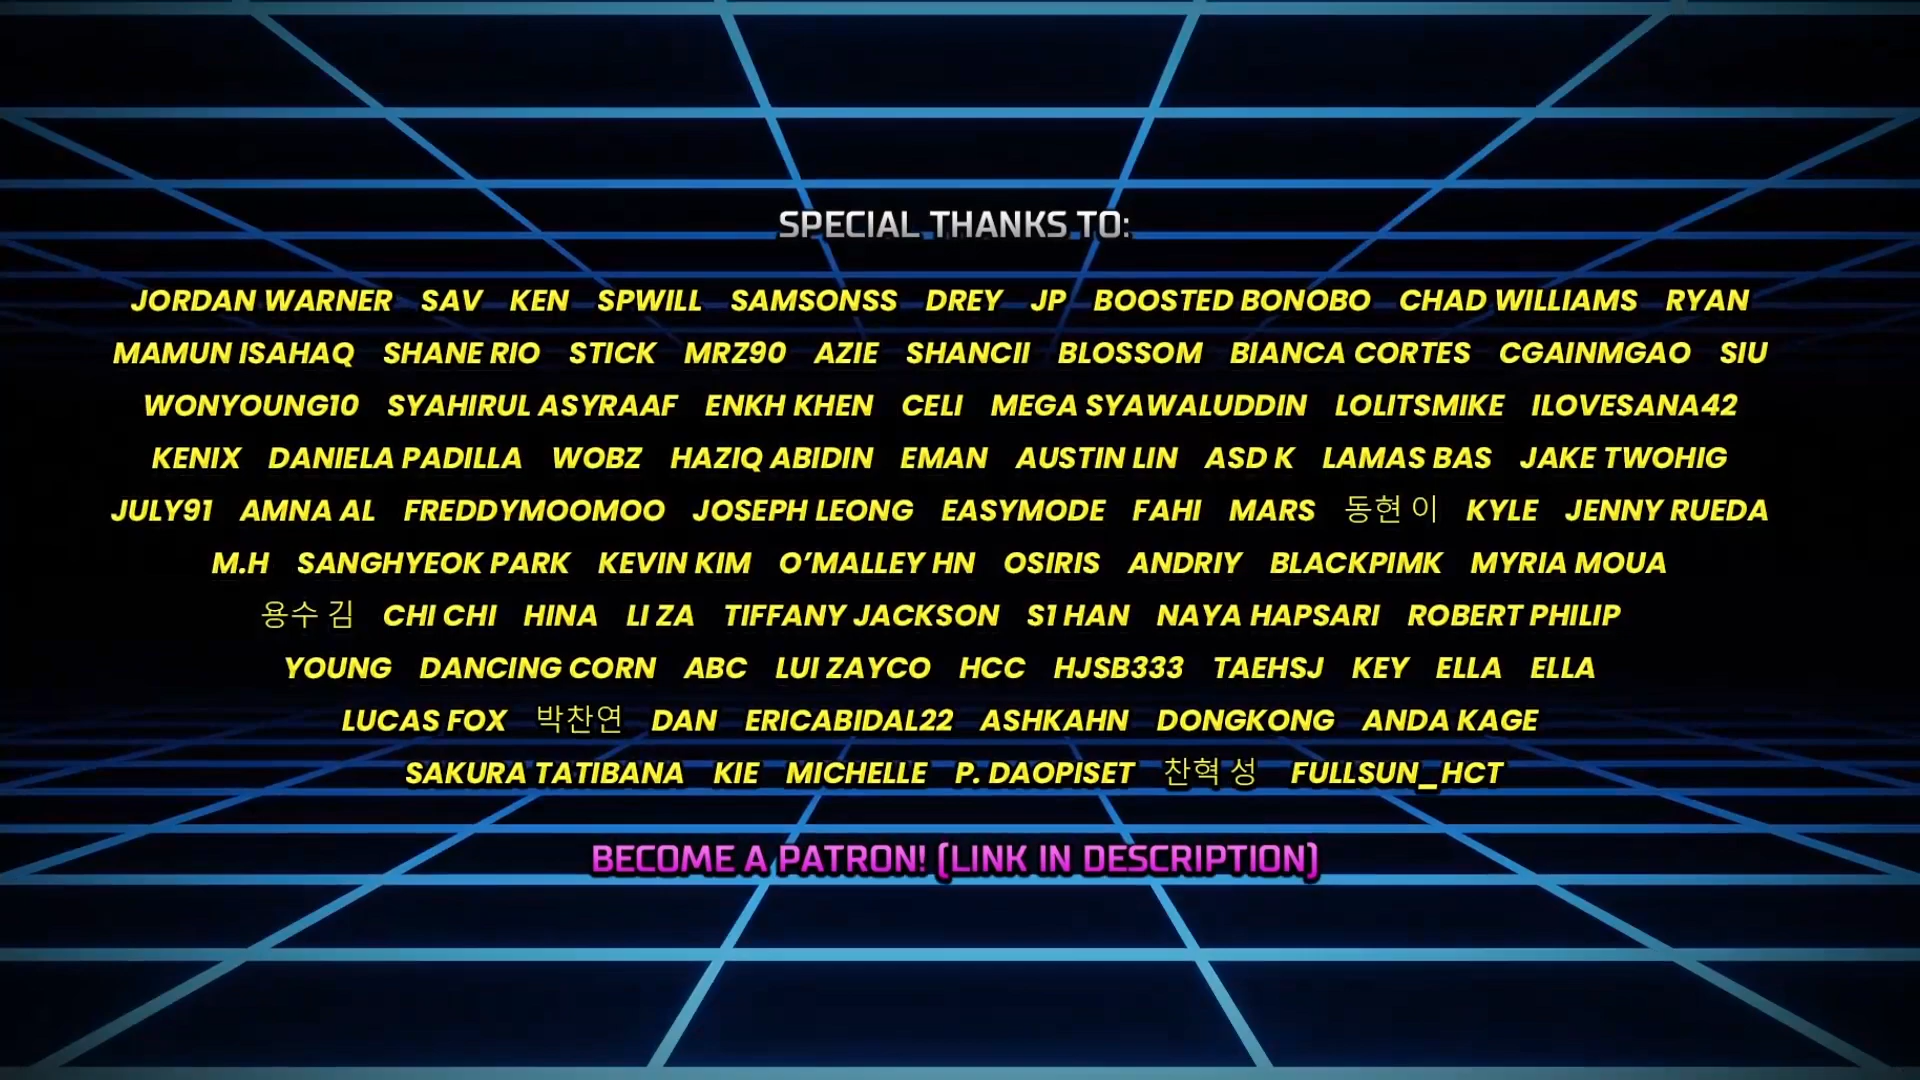 SPECIAL THANKS TO:
JORDAN WARNER SAV KEN SPWILL SAMSONSS DREY JP BOOSTED BONOBO CHAD WILLIAMS RYAN
MAMUN ISAHAQ SHANE RIO STICK MRZ90 AZIE SHANCII BLOSSOM BIANCA CORTES CGAINMGAO SIU
WONYOUNG10 SYAHIRUL ASYRAAF ENKH KHEN CELI MEGA SYAWALUDDIN LOLITSMIKE ILOVESANA42
KENIX DANIELA PADILLA WOBZ HAZIQ ABIDIN EMAN AUSTIN LIN ASD K LAMAS BAS JAKE TWOHIG
JULY91 AMNA AL FREDDYMOOMOO JOSEPH LEONG EASYMODE FAHI MARS 동현 이 KYLE JENNY RUEDA
M.H SANGHYEOK PARK KEVIN KIM O’MALLEY HN OSIRIS ANDRIY BLACKPIMK MYRIA MOUA
용수 김 CHI CHI HINA LI ZA TIFFANY JACKSON S1 HAN NAYA HAPSARI ROBERT PHILIP
YOUNG DANCING CORN ABC LUI ZAYCO HCC HJSB333 TAEHSJ KEY ELLA ELLA
LUCAS FOX 박찬연 DAN ERICABIDAL22 ASHKAHN DONGKONG ANDA KAGE
SAKURA TATIBANA KIE MICHELLE P. DAOPISET 찬혁 성 FULLSUN_HCT
BECOME A PATRON! (LINK IN DESCRIPTION)